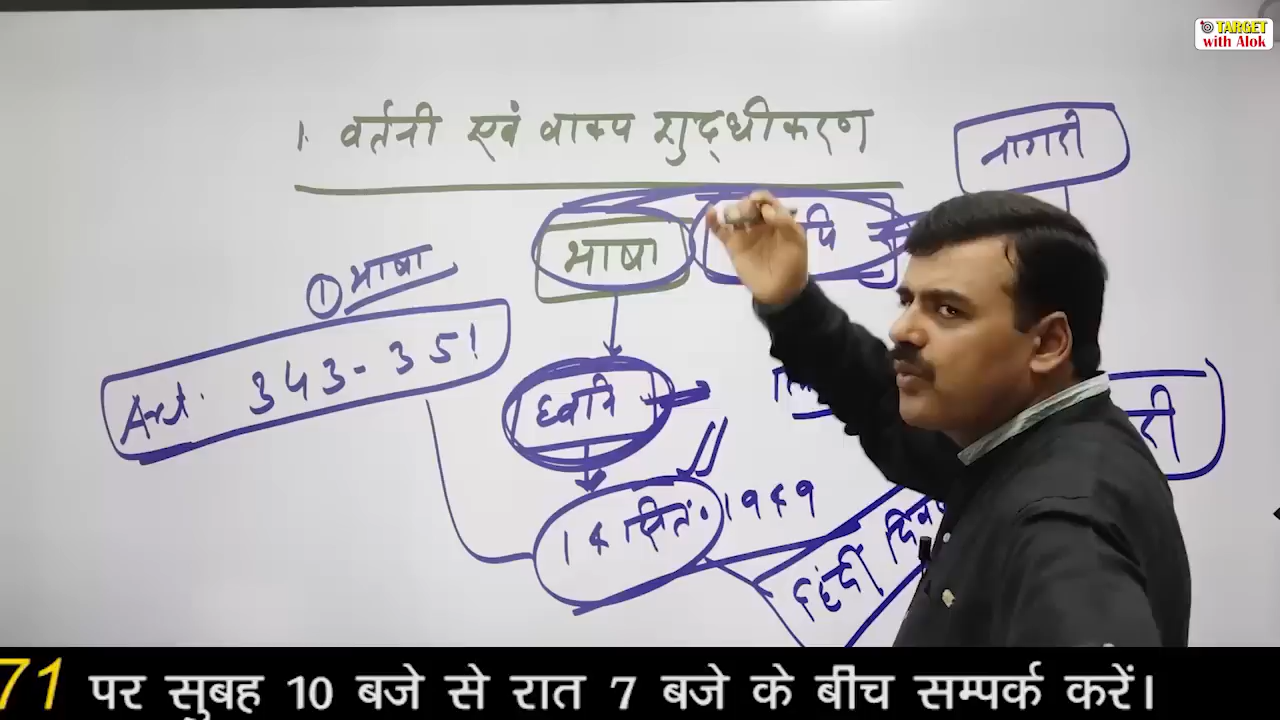 TARGET
with Alok
1. वर्तनी एवं वाक्य शुद्धीकरण
नागरी
भाषा
पि
① भाषा
Art. 343-351
ध्वनि
री
14 सितं. १९४९
हिंदी दिवस
71 पर सुबह 10 बजे से रात 7 बजे के बीच सम्पर्क करें।